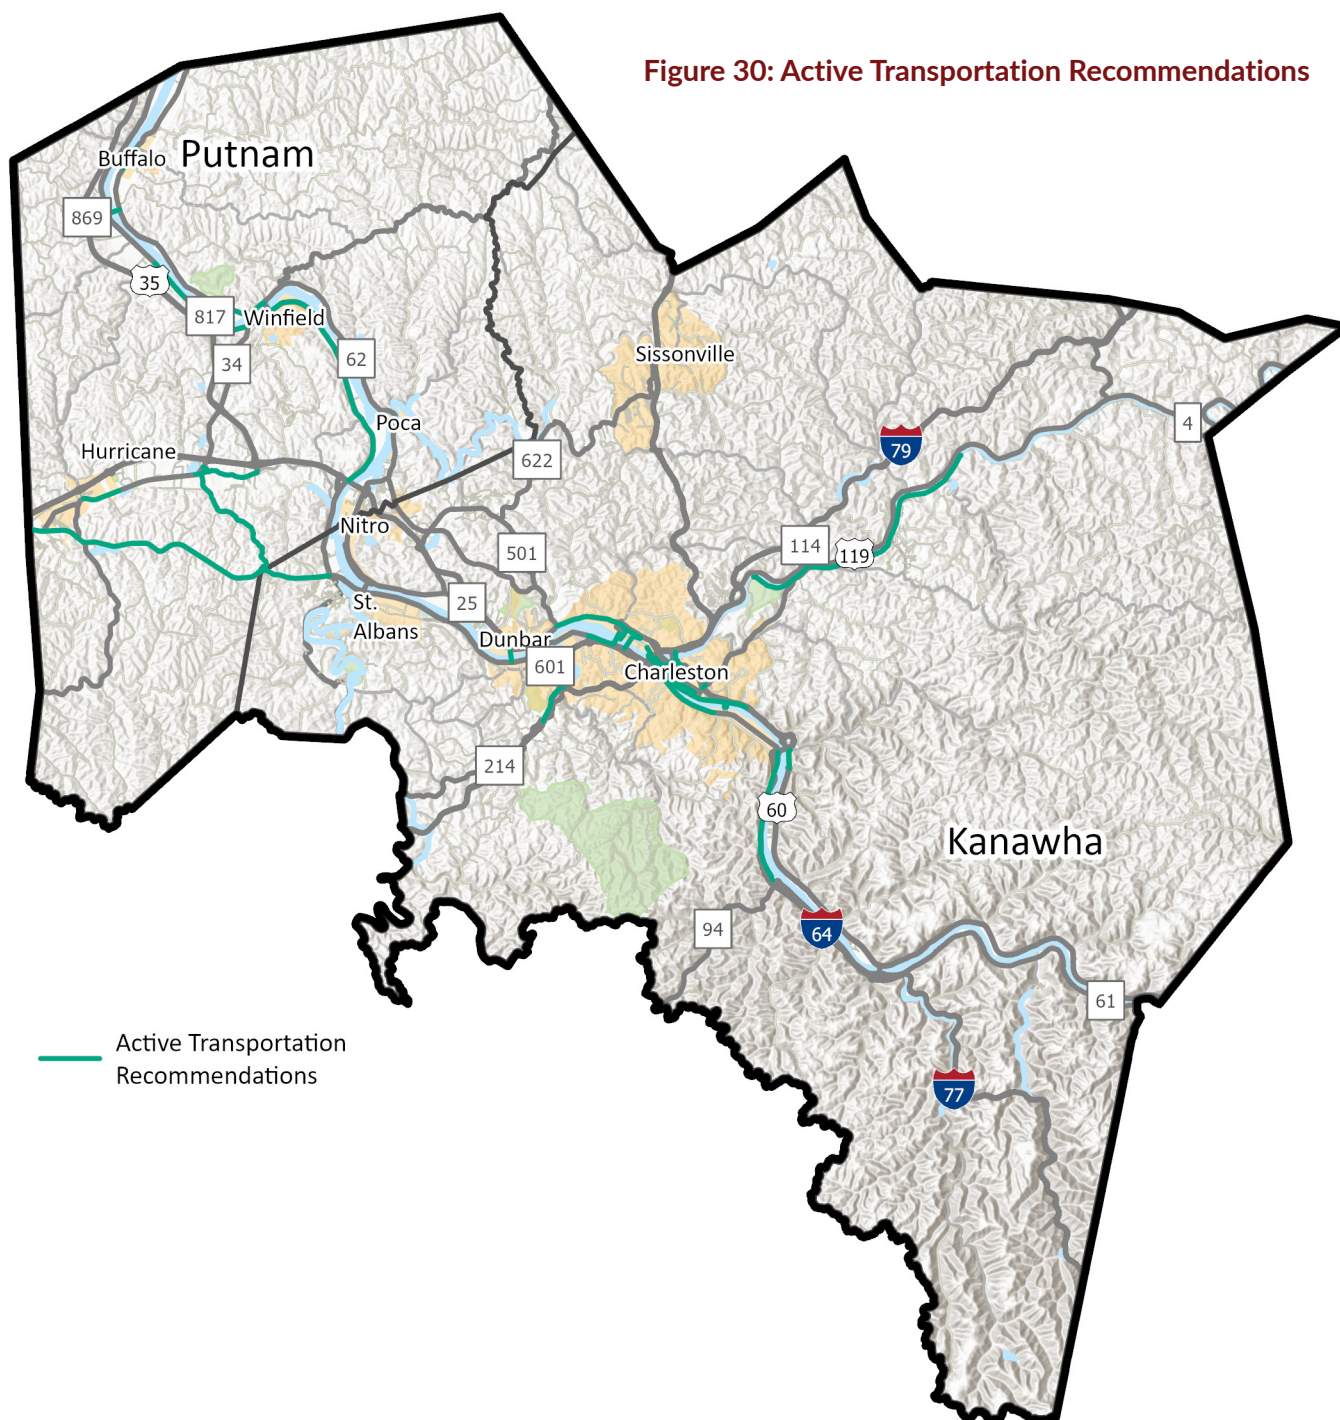 Figure 30: Active Transportation Recommendations
Buffalo
Putnam
869
35
817
Winfield
34
62
Sissonville
Poca
4
79
Hurricane
622
Nitro
501
114
119
St.
Albans
25
Dunbar
601
Charleston
214
60
Kanawha
94
64
61
Active Transportation
Recommendations
77